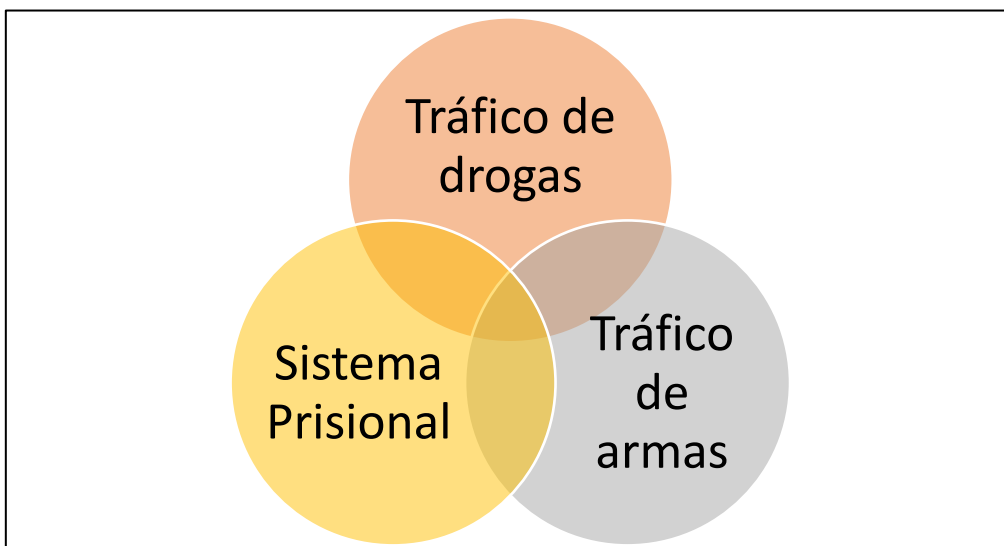 Tráfico de
drogas
Sistema
Prisional
Tráfico
de
armas